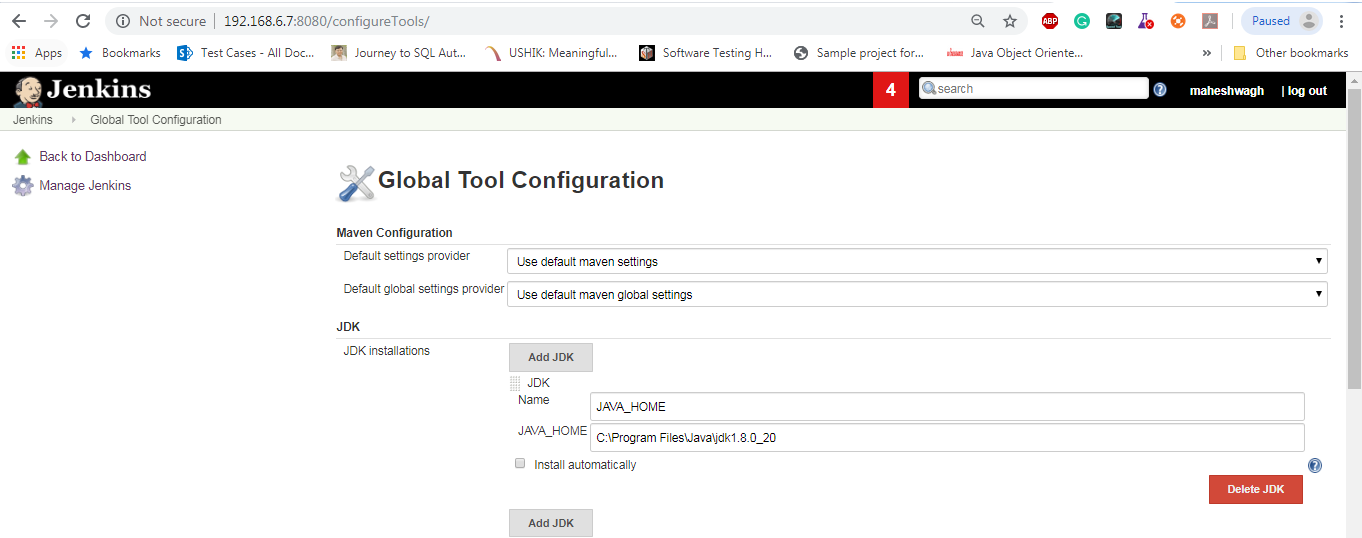 Not secure | 192.168.6.7:8080/configureTools/ ABP Paused
Apps Bookmarks Test Cases - All Doc... Journey to SQL Aut... USHIK: Meaningful... Software Testing H... Sample project for... Java Object Oriente... » Other bookmarks
Jenkins 4 search ? maheshwagh | log out
Jenkins Global Tool Configuration
Back to Dashboard
Manage Jenkins
Global Tool Configuration
Maven Configuration
Default settings provider Use default maven settings
Default global settings provider Use default maven global settings
JDK
JDK installations Add JDK
JDK
Name JAVA_HOME
JAVA_HOME C:\Program Files\Java\jdk1.8.0_20
Install automatically ?
Delete JDK
Add JDK